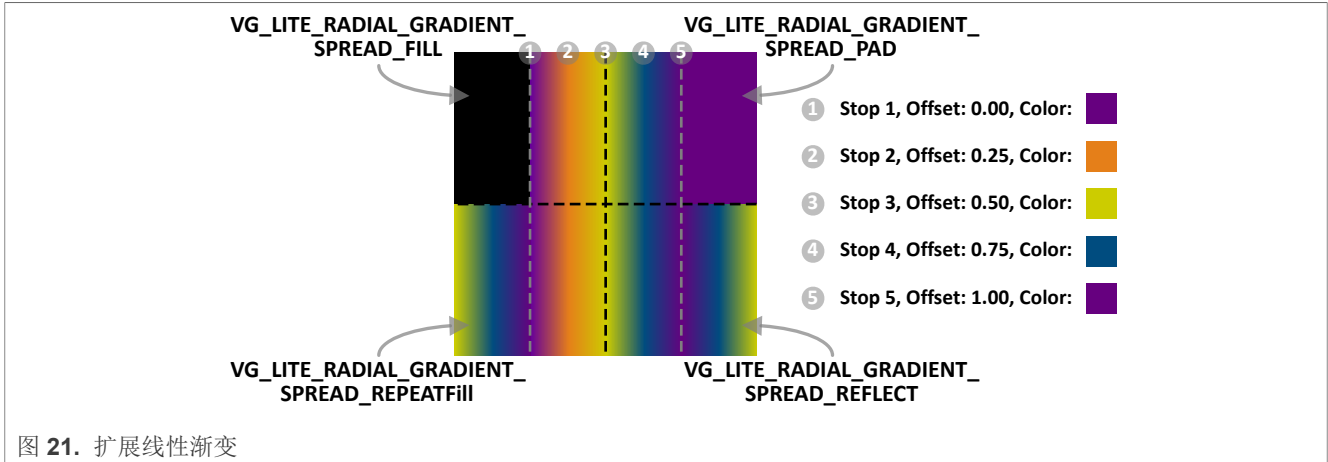 VG_LITE_RADIAL_GRADIENT_
SPREAD_FILL
VG_LITE_RADIAL_GRADIENT_
SPREAD_PAD
1 2 3 4 5
1 Stop 1, Offset: 0.00, Color:
2 Stop 2, Offset: 0.25, Color:
3 Stop 3, Offset: 0.50, Color:
4 Stop 4, Offset: 0.75, Color:
5 Stop 5, Offset: 1.00, Color:
VG_LITE_RADIAL_GRADIENT_
SPREAD_REPEATFill
VG_LITE_RADIAL_GRADIENT_
SPREAD_REFLECT
图 21. 扩展线性渐变